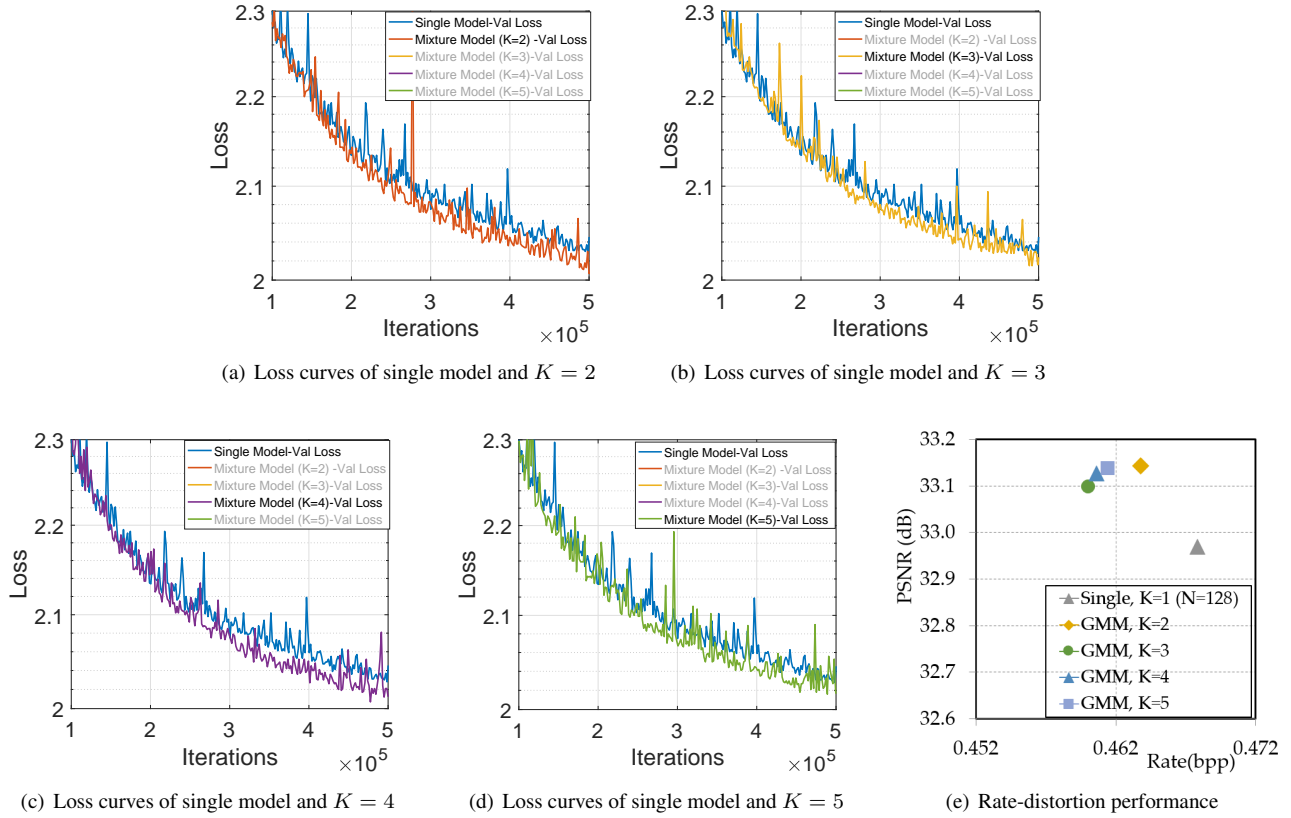 2.3
2.2
2.1
2
Loss
Single Model-Val Loss
Mixture Model (K=2) -Val Loss
Mixture Model (K=3)-Val Loss
Mixture Model (K=4)-Val Loss
Mixture Model (K=5)-Val Loss
1 2 3 4 5
Iterations
×10⁵
(a) Loss curves of single model and K = 2
2.3
2.2
2.1
2
Loss
Single Model-Val Loss
Mixture Model (K=2) -Val Loss
Mixture Model (K=3)-Val Loss
Mixture Model (K=4)-Val Loss
Mixture Model (K=5)-Val Loss
1 2 3 4 5
Iterations
×10⁵
(b) Loss curves of single model and K = 3
2.3
2.2
2.1
2
Loss
Single Model-Val Loss
Mixture Model (K=2) -Val Loss
Mixture Model (K=3)-Val Loss
Mixture Model (K=4)-Val Loss
Mixture Model (K=5)-Val Loss
1 2 3 4 5
Iterations
×10⁵
(c) Loss curves of single model and K = 4
2.3
2.2
2.1
2
Loss
Single Model-Val Loss
Mixture Model (K=2) -Val Loss
Mixture Model (K=3)-Val Loss
Mixture Model (K=4)-Val Loss
Mixture Model (K=5)-Val Loss
1 2 3 4 5
Iterations
×10⁵
(d) Loss curves of single model and K = 5
33.2
33.1
33.0
32.9
32.8
32.7
32.6
PSNR (dB)
Single, K=1 (N=128)
GMM, K=2
GMM, K=3
GMM, K=4
GMM, K=5
0.452 0.462 0.472
Rate(bpp)
(e) Rate-distortion performance